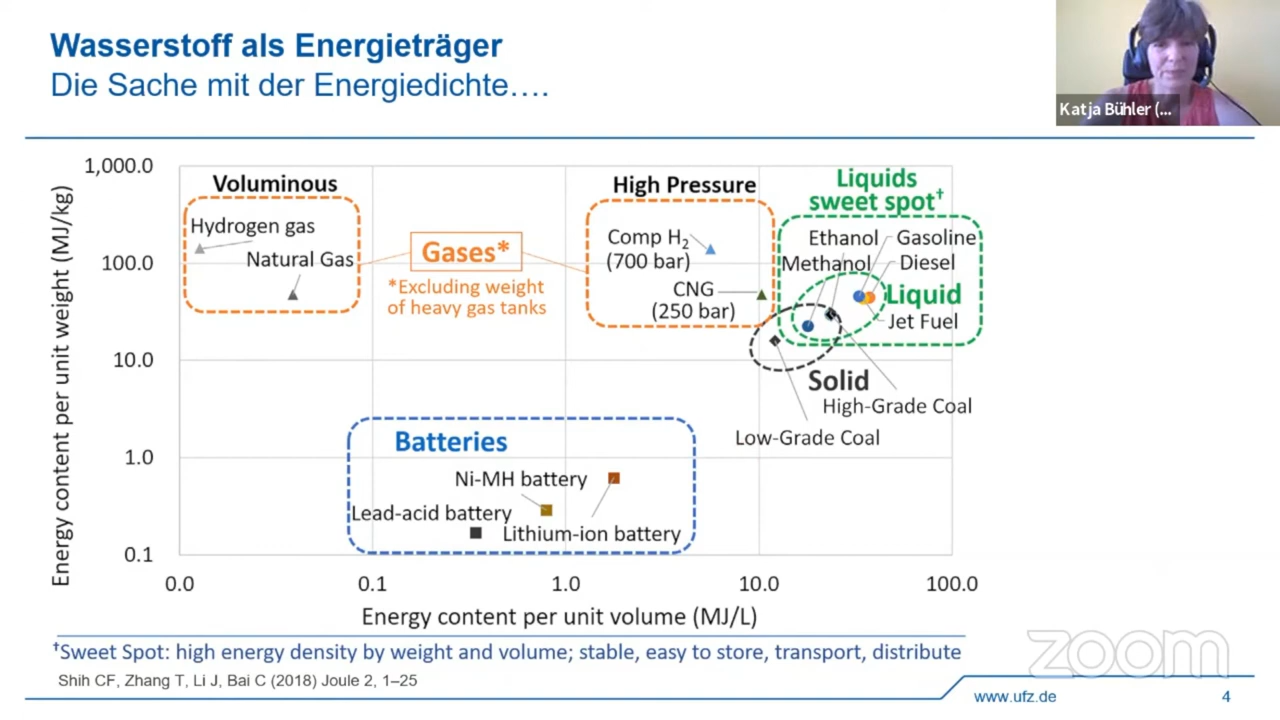 Wasserstoff als Energieträger
Die Sache mit der Energiedichte….
Katja Bühler (...
Energy content per unit weight (MJ/kg)
1,000.0
100.0
10.0
1.0
0.1
Voluminous
Hydrogen gas
Natural Gas
Gases*
*Excluding weight
of heavy gas tanks
High Pressure
Comp H₂
(700 bar)
CNG
(250 bar)
Liquids
sweet spot†
Ethanol
Gasoline
Methanol
Diesel
Liquid
Jet Fuel
Solid
High-Grade Coal
Low-Grade Coal
Batteries
Ni-MH battery
Lead-acid battery
Lithium-ion battery
0.0
0.1
1.0
10.0
100.0
Energy content per unit volume (MJ/L)
†Sweet Spot: high energy density by weight and volume; stable, easy to store, transport, distribute
Shih CF, Zhang T, Li J, Bai C (2018) Joule 2, 1–25
zoom
www.ufz.de
4